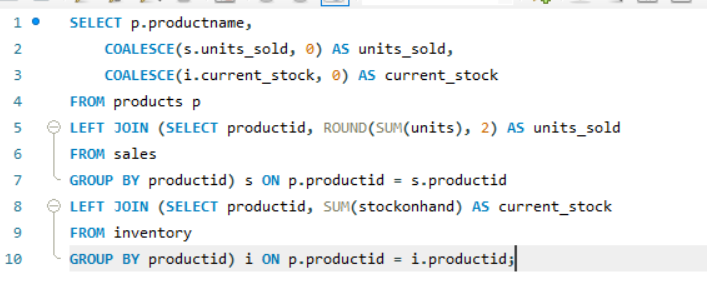 1 SELECT p.productname,
2 COALESCE(s.units_sold, 0) AS units_sold,
3 COALESCE(i.current_stock, 0) AS current_stock
4 FROM products p
5 LEFT JOIN (SELECT productid, ROUND(SUM(units), 2) AS units_sold
6 FROM sales
7 GROUP BY productid) s ON p.productid = s.productid
8 LEFT JOIN (SELECT productid, SUM(stockonhand) AS current_stock
9 FROM inventory
10 GROUP BY productid) i ON p.productid = i.productid;